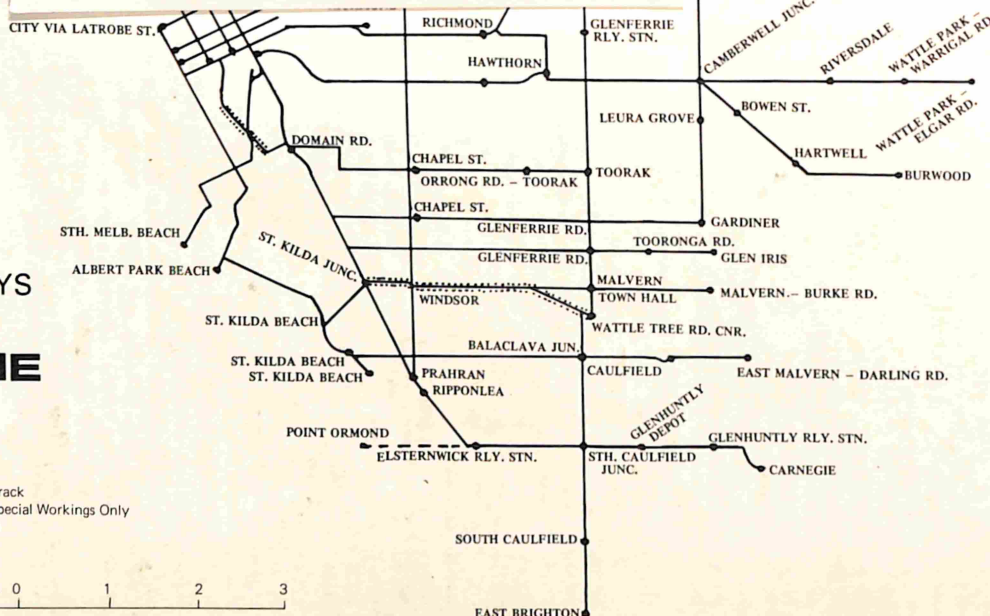 CITY VIA LATROBE ST.
RICHMOND
GLENFERRIE
RLY. STN.
CAMBERWELL JUNC.
RIVERSDALE
WATTLE PARK –
WARRIGAL RD.
HAWTHORN
BOWEN ST.
LEURA GROVE
WATTLE PARK –
ELGAR RD.
DOMAIN RD.
HARTWELL
CHAPEL ST.
TOORAK
BURWOOD
ORRONG RD. – TOORAK
CHAPEL ST.
GARDINER
GLENFERRIE RD.
STH. MELB. BEACH
ST. KILDA JUNC.
TOORONGA RD.
GLENFERRIE RD.
GLEN IRIS
ALBERT PARK BEACH
YS
MALVERN
TOWN HALL
MALVERN.– BURKE RD.
WINDSOR
ST. KILDA BEACH
WATTLE TREE RD. CNR.
BALACLAVA JUN.
ST. KILDA BEACH
CAULFIELD
EAST MALVERN – DARLING RD.
ST. KILDA BEACH
PRAHRAN
NE
RIPPONLEA
GLENHUNTLY
DEPOT
POINT ORMOND
GLENHUNTLY RLY. STN.
ELSTERNWICK RLY. STN.
STH. CAULFIELD
JUNC.
CARNEGIE
rack
pecial Workings Only
SOUTH CAULFIELD
0 1 2 3
EAST BRIGHTON